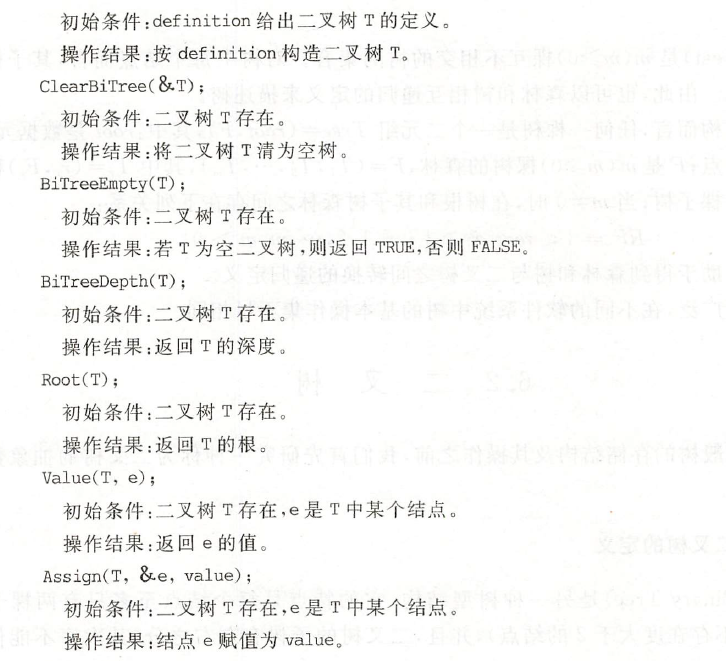 初始条件:definition 给出二叉树 T 的定义。
操作结果:按 definition 构造二叉树 T。
ClearBiTree(&T);
初始条件:二叉树 T 存在。
操作结果:将二叉树 T 清为空树。
BiTreeEmpty(T);
初始条件:二叉树 T 存在。
操作结果:若 T 为空二叉树,则返回 TRUE,否则 FALSE。
BiTreeDepth(T);
初始条件:二叉树 T 存在。
操作结果:返回 T 的深度。
Root(T);
初始条件:二叉树 T 存在。
操作结果:返回 T 的根。
Value(T, e);
初始条件:二叉树 T 存在,e 是 T 中某个结点。
操作结果:返回 e 的值。
Assign(T, &e, value);
初始条件:二叉树 T 存在,e 是 T 中某个结点。
操作结果:结点 e 赋值为 value。